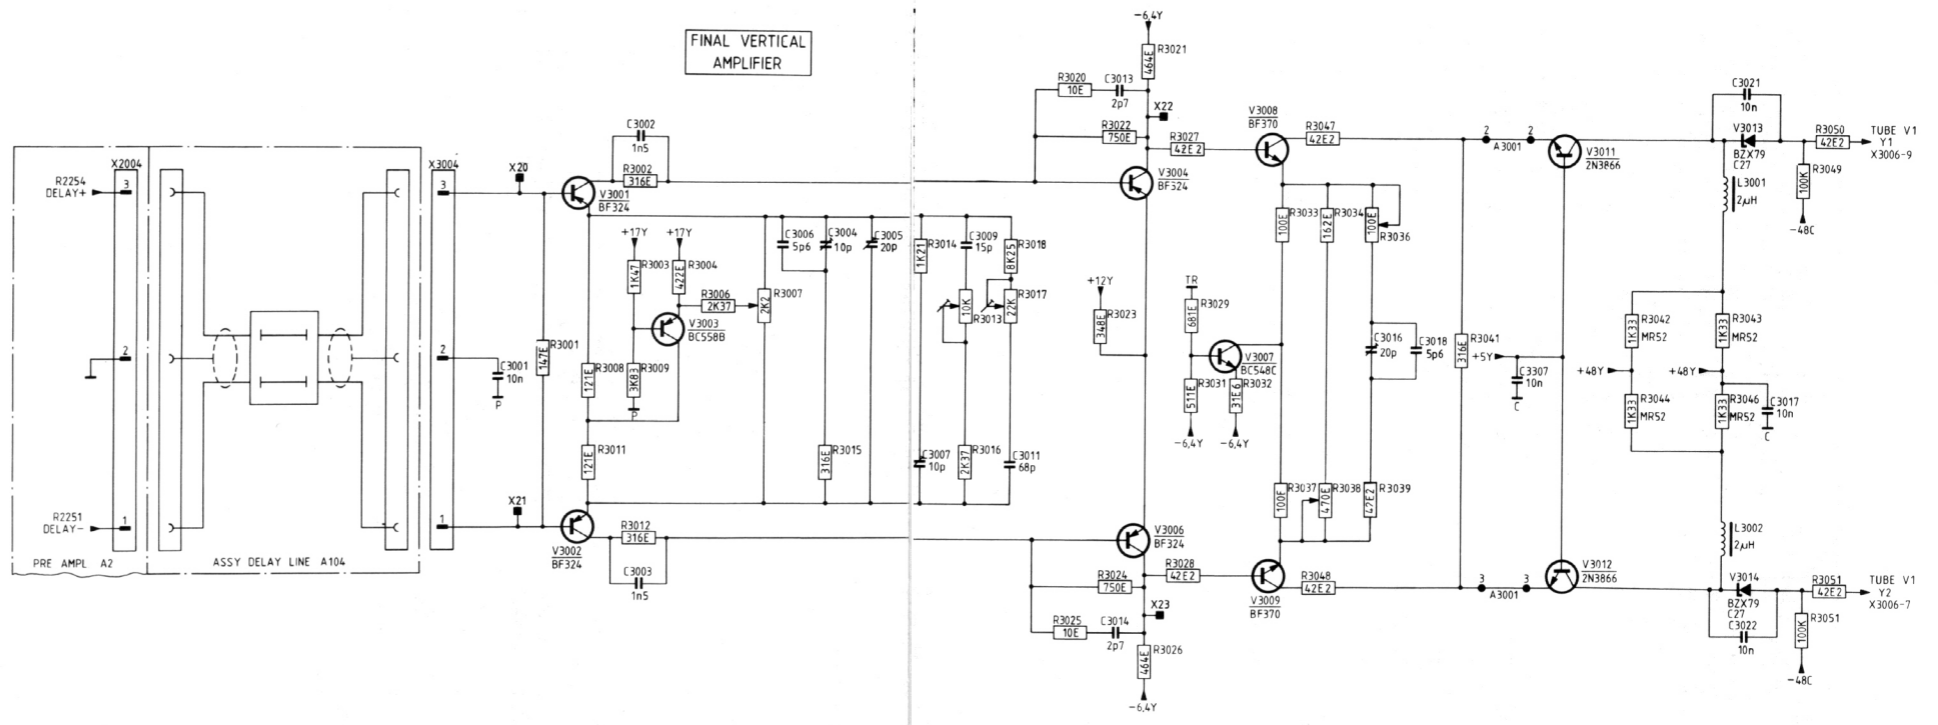 FINAL VERTICAL
AMPLIFIER
X2004
R2254
DELAY+
3
2
R2251
DELAY-
1
PRE AMPL A2
ASSY DELAY LINE A104
X3004
3
2
1
X20
X21
C3001
10n
P
R3001
147E
C3002
1n5
R3002
316E
V3001
BF324
+17Y
+17Y
R3003
1K47
R3004
422E
R3006
2K37
R3007
2K2
V3003
BC558B
R3008
121E
R3009
3K83
P
R3011
121E
V3002
BF324
R3012
316E
C3003
1n5
C3006
5p6
C3004
10p
C3005
20p
R3015
316E
R3014
1K21
C3009
15p
R3018
8K25
R3013
10K
R3017
22K
C3007
10p
R3016
2K37
C3011
68p
-6,4Y
R3021
464E
R3020
10E
C3013
2p7
X22
R3022
750E
R3027
42E2
V3004
BF324
+12Y
R3023
348E
V3006
BF324
R3028
42E2
R3024
750E
X23
R3025
10E
C3014
2p7
R3026
464E
-6,4Y
V3008
BF370
R3047
42E2
R3033
100E
R3034
162E
R3036
100E
TR
R3029
681E
V3007
BC548C
R3031
511E
R3032
31E6
-6,4Y
-6,4Y
C3016
20p
C3018
5p6
R3041
316E
R3037
100E
R3038
470E
R3039
42E2
V3009
BF370
R3048
42E2
2
2
A3001
3
3
A3001
V3011
2N3866
+5Y
C3307
10n
C
V3012
2N3866
C3021
10n
V3013
BZX79
C27
R3050
42E2
TUBE V1
Y1
X3006-9
R3049
100K
-48C
L3001
2µH
R3042
1K33
MR52
R3043
1K33
MR52
+48Y
+48Y
R3044
1K33
MR52
R3046
1K33
MR52
C3017
10n
C
L3002
2µH
V3014
BZX79
C27
C3022
10n
R3051
42E2
TUBE V1
Y2
X3006-7
R3051
100K
-48C